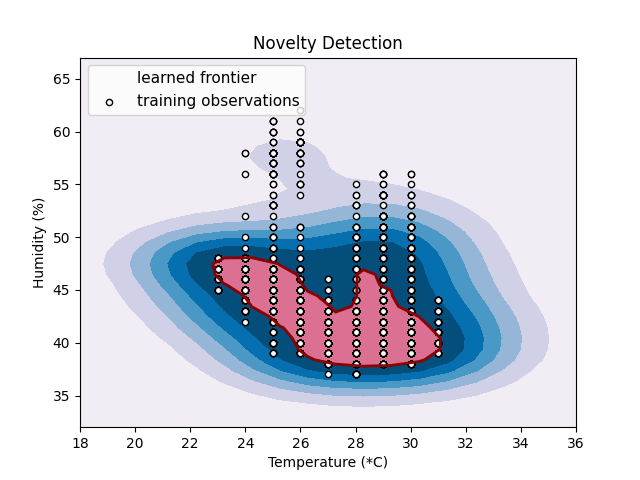 Novelty Detection
learned frontier
training observations
Humidity (%)
65
60
55
50
45
40
35
18 20 22 24 26 28 30 32 34 36
Temperature (*C)